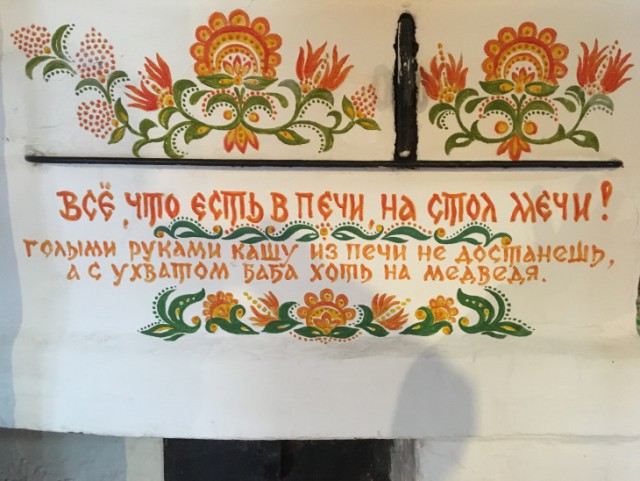 ВСЁ, ЧТО ЕСТЬ В ПЕЧИ, НА СТОЛ МЕЧИ!
ГОЛЫМИ РУКАМИ КАШУ ИЗ ПЕЧИ НЕ ДОСТАНЕШЬ,
А С УХВАТОМ БАБА ХОТЬ НА МЕДВЕДЯ.